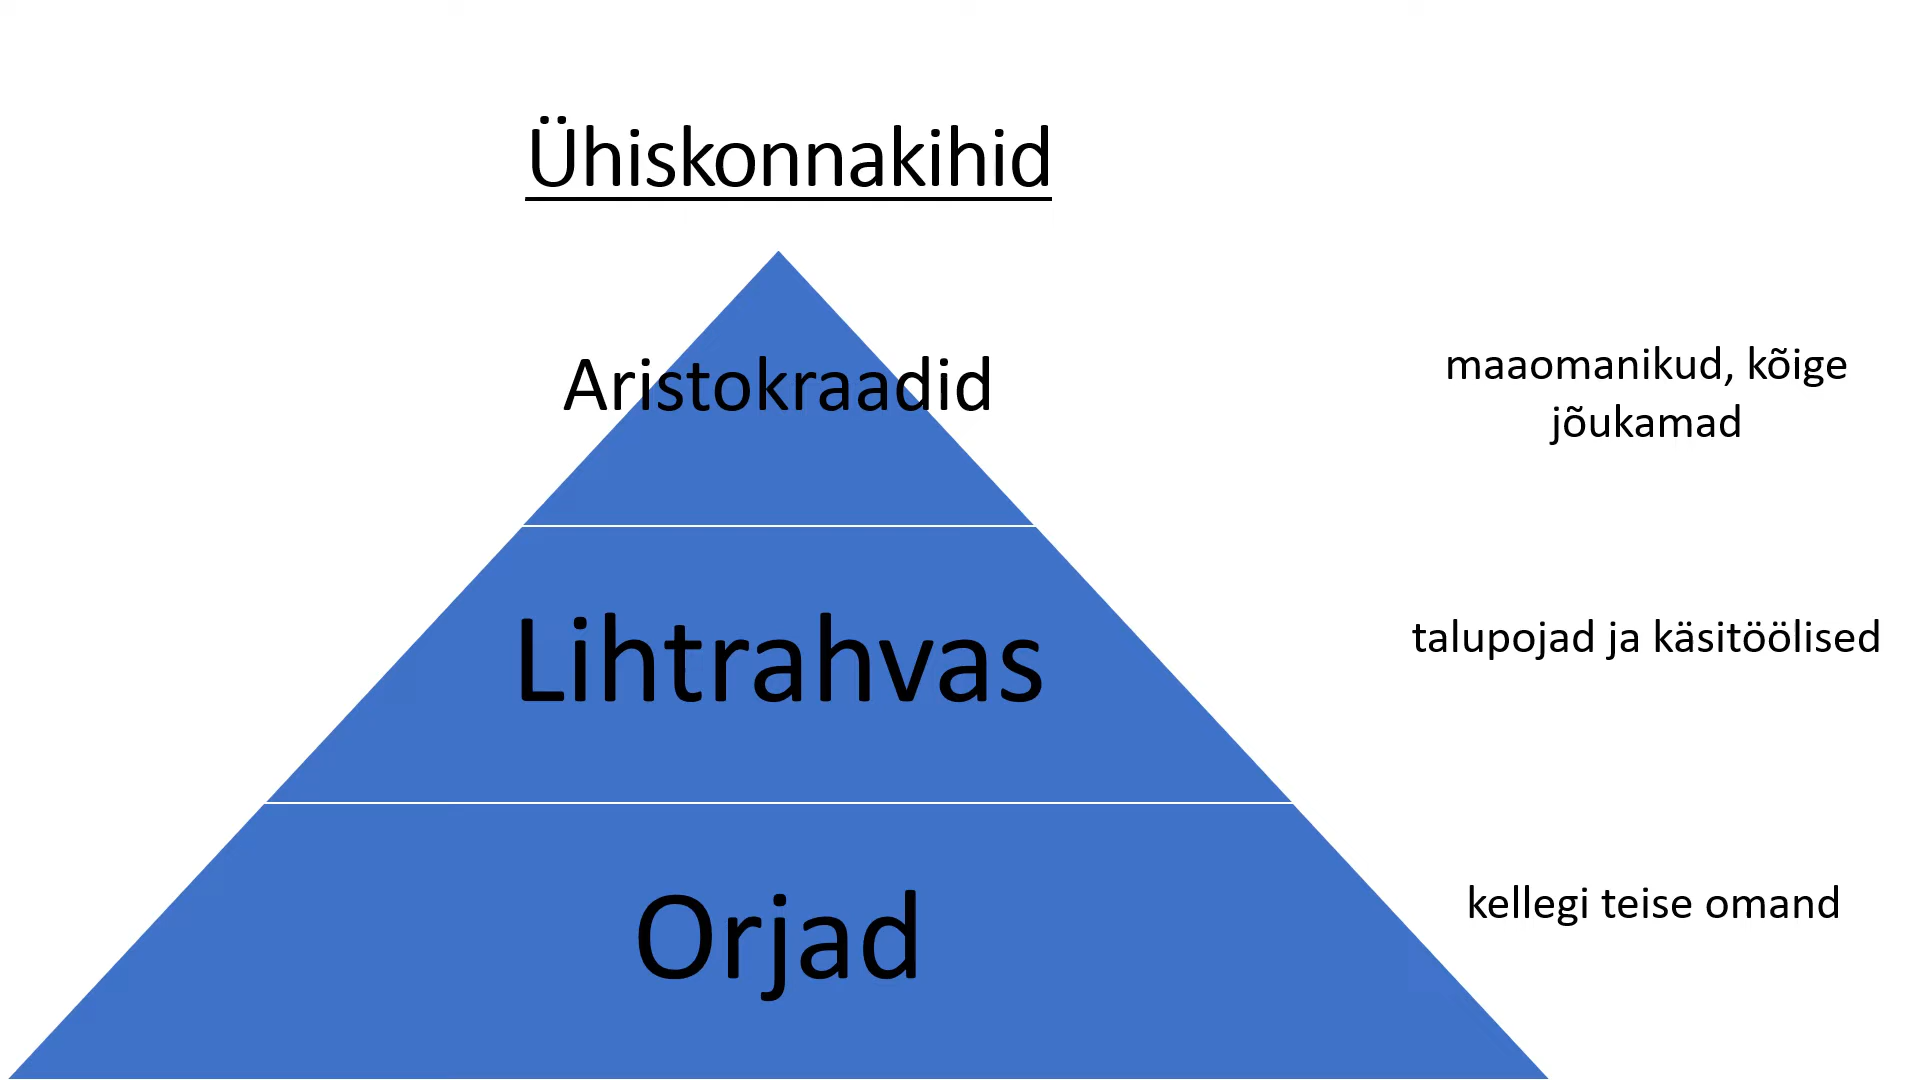 Ühiskonnakihid
Aristokraadid
maaomanikud, kõige
jõukamad
Lihtrahvas
talupojad ja käsitöölised
Orjad
kellegi teise omand